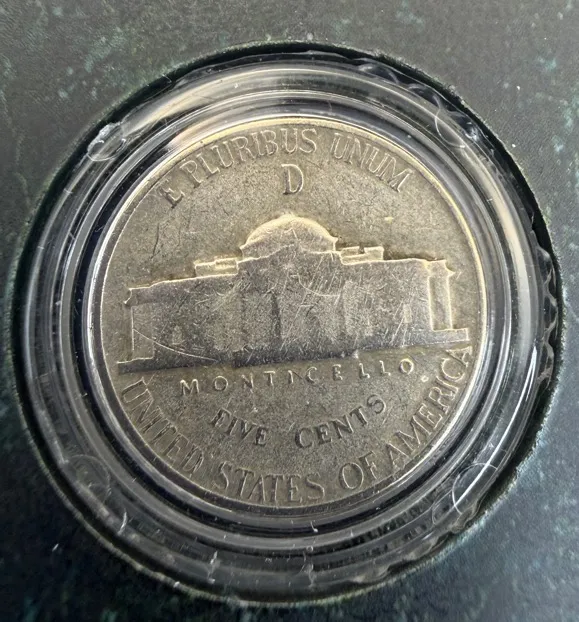 E PLURIBUS UNUM
D
MONTICELLO
FIVE CENTS
UNITED STATES OF AMERICA